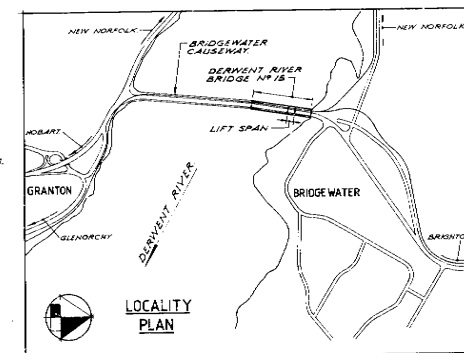 NEW NORFOLK
NEW NORFOLK
BRIDGEWATER
CAUSEWAY.
DERWENT RIVER
BRIDGE Nº 15
LIFT SPAN
HOBART
GRANTON
BRIDGEWATER
DERWENT RIVER
GLENORCHY
BRIGHTO
LOCALITY
PLAN